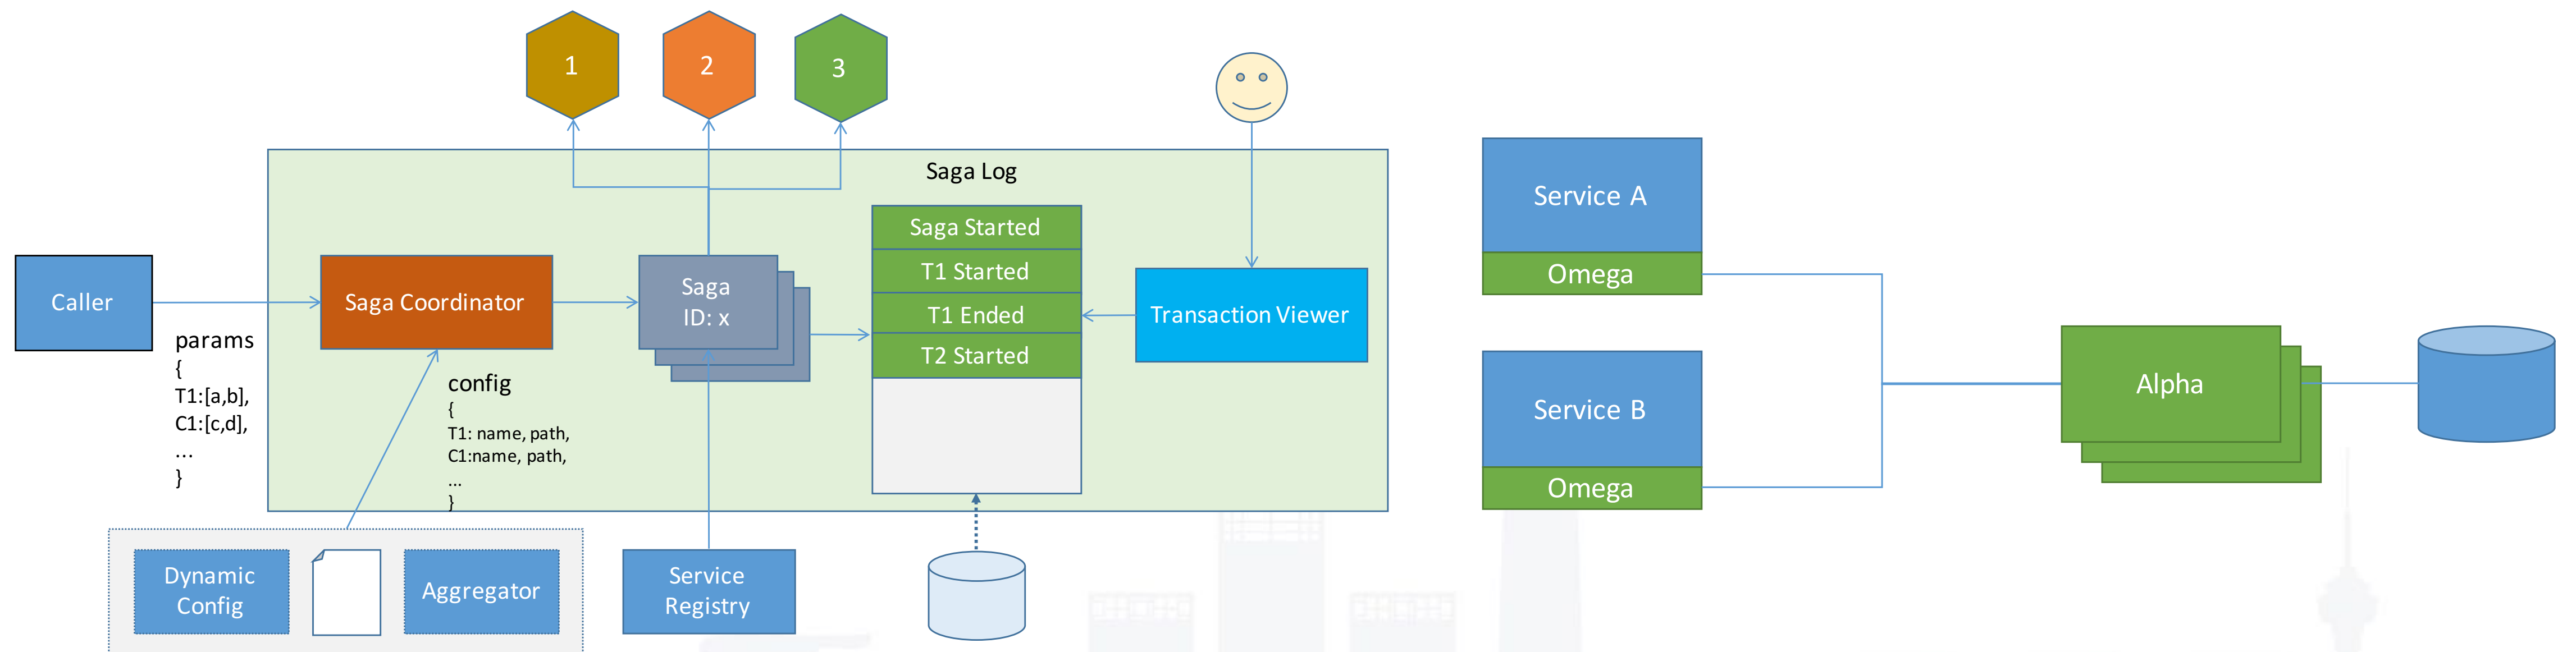 1
2
3
Saga Log
Caller
params
{
T1:[a,b],
C1:[c,d],
...
}
Saga Coordinator
config
{
T1: name, path,
C1:name, path,
...
}
Saga
ID: x
Saga Started
T1 Started
T1 Ended
T2 Started
Transaction Viewer
Dynamic
Config
Aggregator
Service
Registry
Service A
Omega
Service B
Omega
Alpha